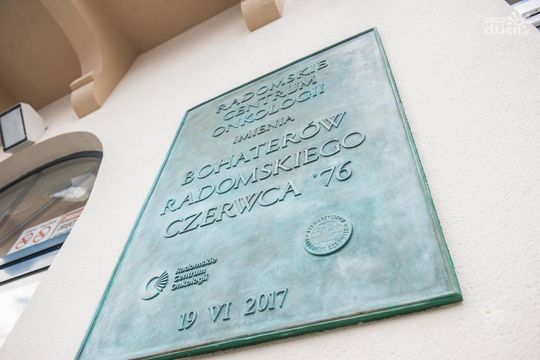 RADOMSKIE
CENTRUM
ONKOLOGII
IMIENIA
BOHATERÓW
RADOMSKIEGO
CZERWCA '76
Radomskie
Centrum
Onkologii
19 VI 2017